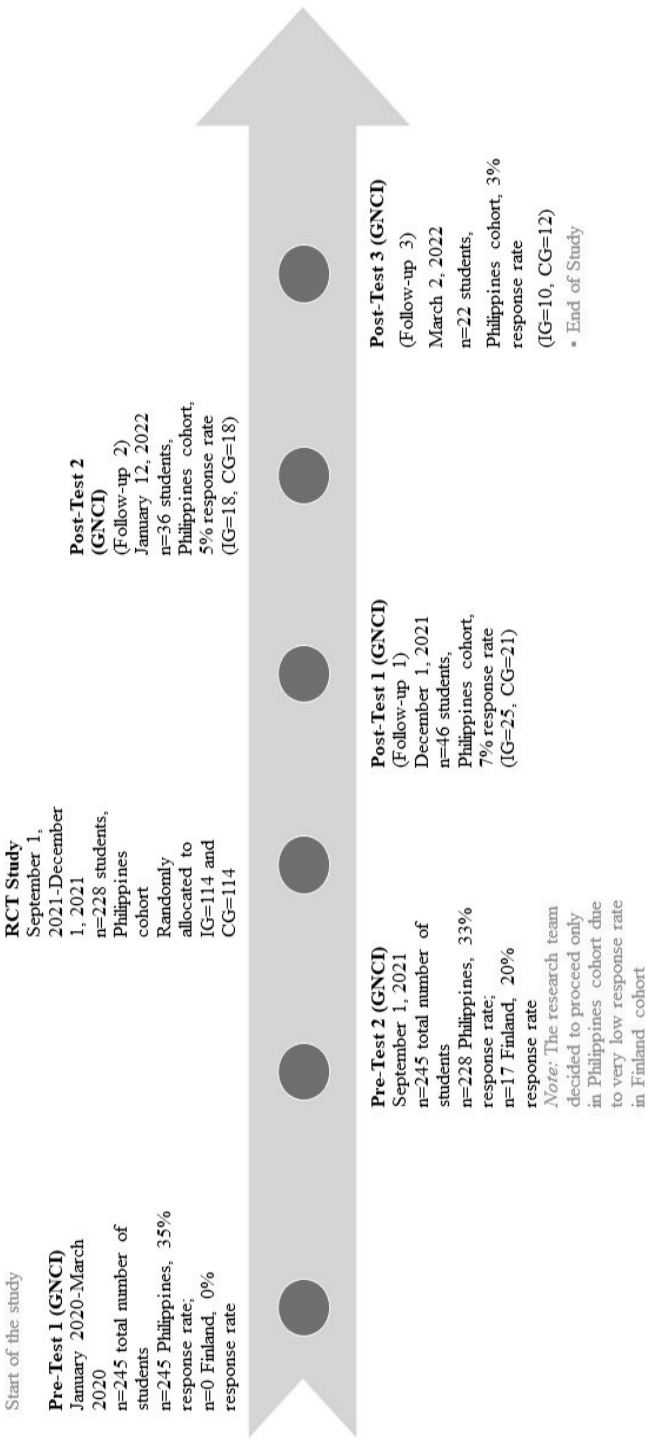 Start of the study
Pre-Test 1 (GNCI)
January 2020-March
2020
n=245 total number of
students
n=245 Philippines, 35%
response rate;
n=0 Finland, 0%
response rate
Pre-Test 2 (GNCI)
September 1, 2021
n=245 total number of
students
n=228 Philippines, 33%
response rate;
n=17 Finland, 20%
response rate
Note: The research team
decided to proceed only
in Philippines cohort due
to very low response rate
in Finland cohort
RCT Study
September 1,
2021-December
1, 2021
n=228 students,
Philippines
cohort
Randomly
allocated to
IG=114 and
CG=114
Post-Test 1 (GNCI)
(Follow-up 1)
December 1, 2021
n=46 students,
Philippines cohort,
7% response rate
(IG=25, CG=21)
Post-Test 2
(GNCI)
(Follow-up 2)
January 12, 2022
n=36 students,
Philippines cohort,
5% response rate
(IG=18, CG=18)
Post-Test 3 (GNCI)
(Follow-up 3)
March 2, 2022
n=22 students,
Philippines cohort, 3%
response rate
(IG=10, CG=12)
• End of Study